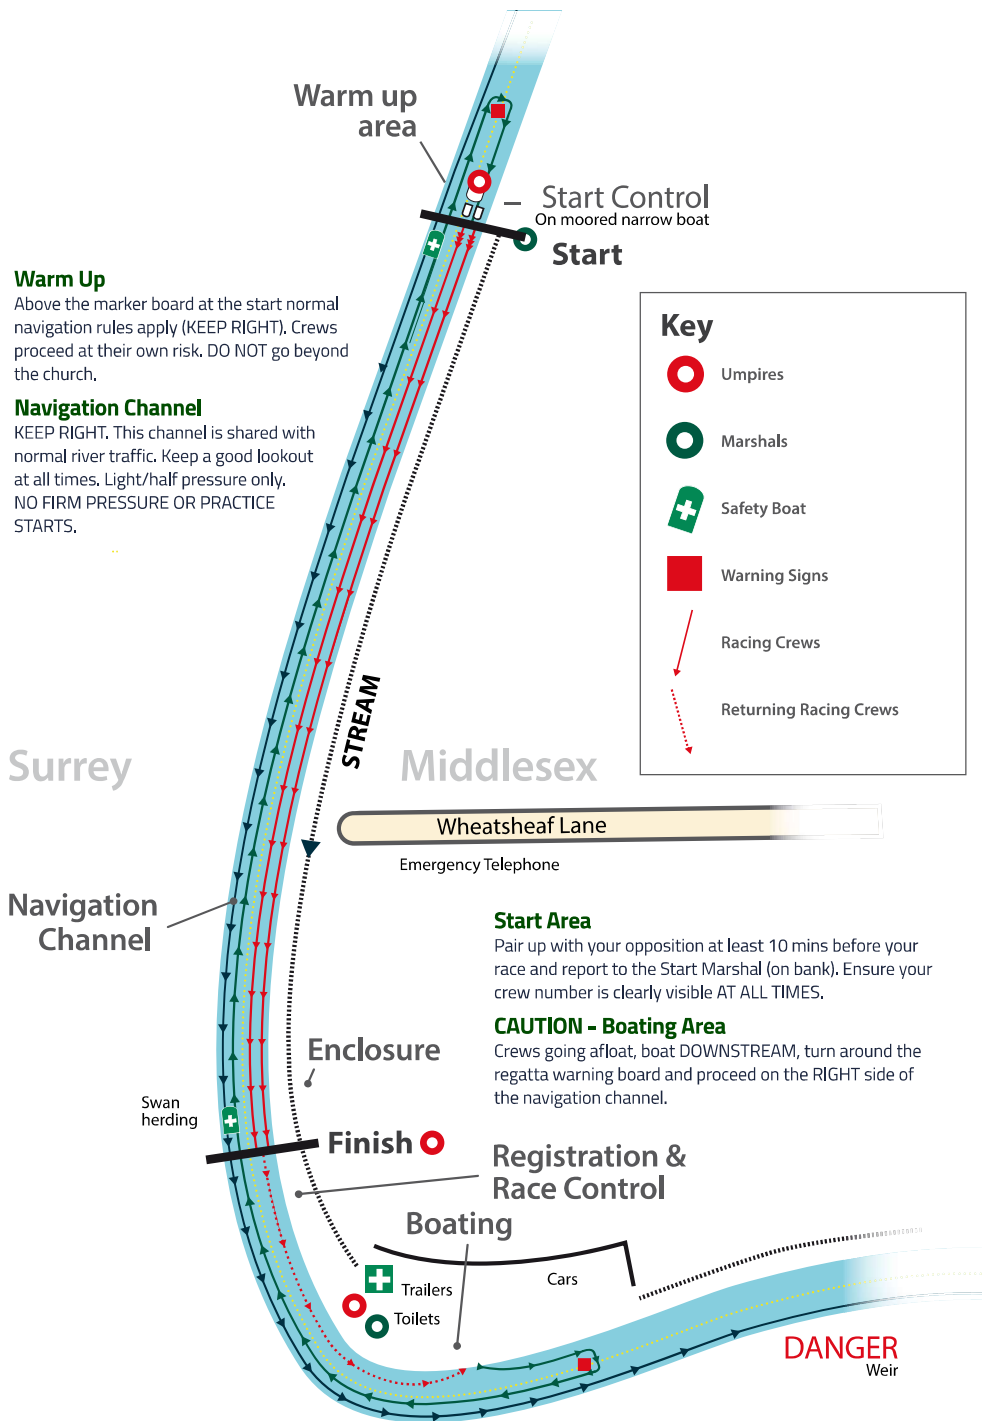 Warm up
area
Start Control
On moored narrow boat
Start
Warm Up
Above the marker board at the start normal
navigation rules apply (KEEP RIGHT). Crews
proceed at their own risk. DO NOT go beyond
the church.
Navigation Channel
KEEP RIGHT. This channel is shared with
normal river traffic. Keep a good lookout
at all times. Light/half pressure only.
NO FIRM PRESSURE OR PRACTICE
STARTS.
Key
Umpires
Marshals
Safety Boat
Warning Signs
Racing Crews
Returning Racing Crews
STREAM
Surrey
Middlesex
Wheatsheaf Lane
Emergency Telephone
Navigation
Channel
Start Area
Pair up with your opposition at least 10 mins before your
race and report to the Start Marshal (on bank). Ensure your
crew number is clearly visible AT ALL TIMES.
CAUTION - Boating Area
Crews going afloat, boat DOWNSTREAM, turn around the
regatta warning board and proceed on the RIGHT side of
the navigation channel.
Enclosure
Swan
herding
Finish
Registration &
Race Control
Boating
Trailers
Cars
Toilets
DANGER
Weir